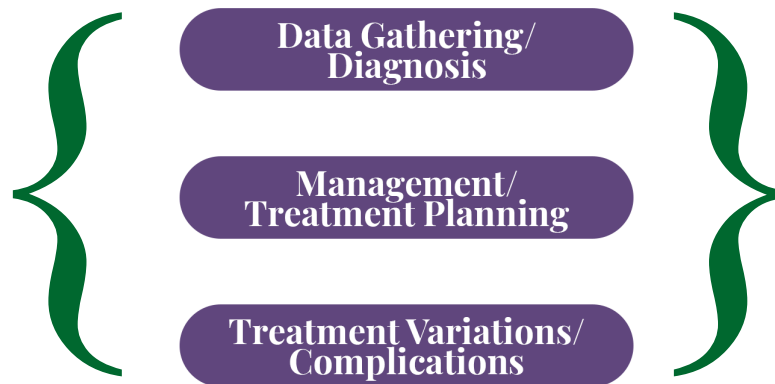 Data Gathering/
Diagnosis
Management/
Treatment Planning
Treatment Variations/
Complications